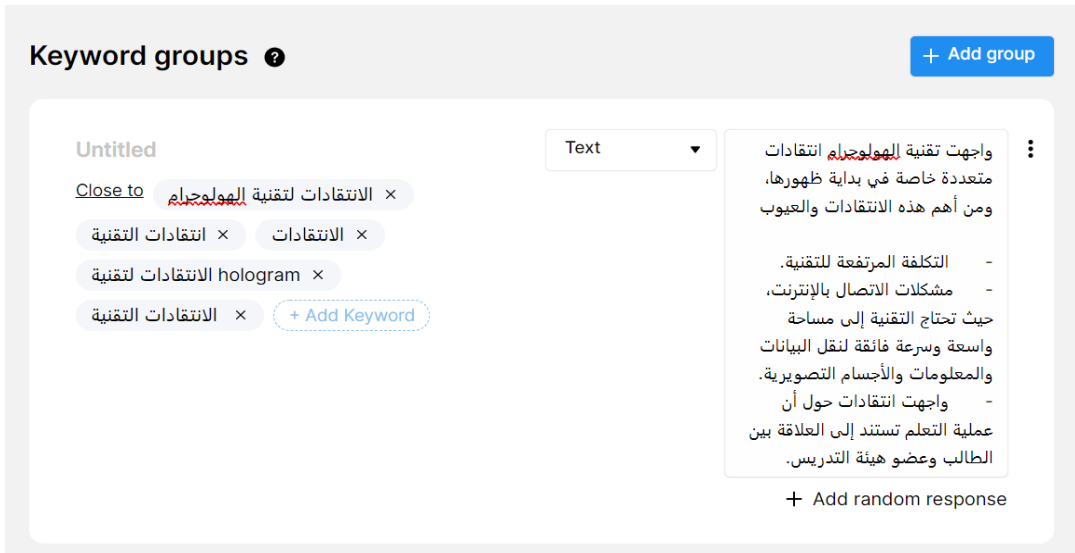 Keyword groups ?
+ Add group
Untitled
Close to
الانتقادات لتقنية الهولوجرام ×
انتقادات التقنية ×
الانتقادات ×
الانتقادات لتقنية hologram ×
الانتقادات التقنية ×
+ Add Keyword
Text
واجهت تقنية الهولوجرام انتقادات
متعددة خاصة في بداية ظهورها،
ومن أهم هذه الانتقادات والعيوب
- التكلفة المرتفعة للتقنية.
- مشكلات الاتصال بالإنترنت،
حيث تحتاج التقنية إلى مساحة
واسعة وسرعة فائقة لنقل البيانات
والمعلومات والأجسام التصويرية.
- واجهت انتقادات حول أن
عملية التعلم تستند إلى العلاقة بين
الطالب وعضو هيئة التدريس.
+ Add random response